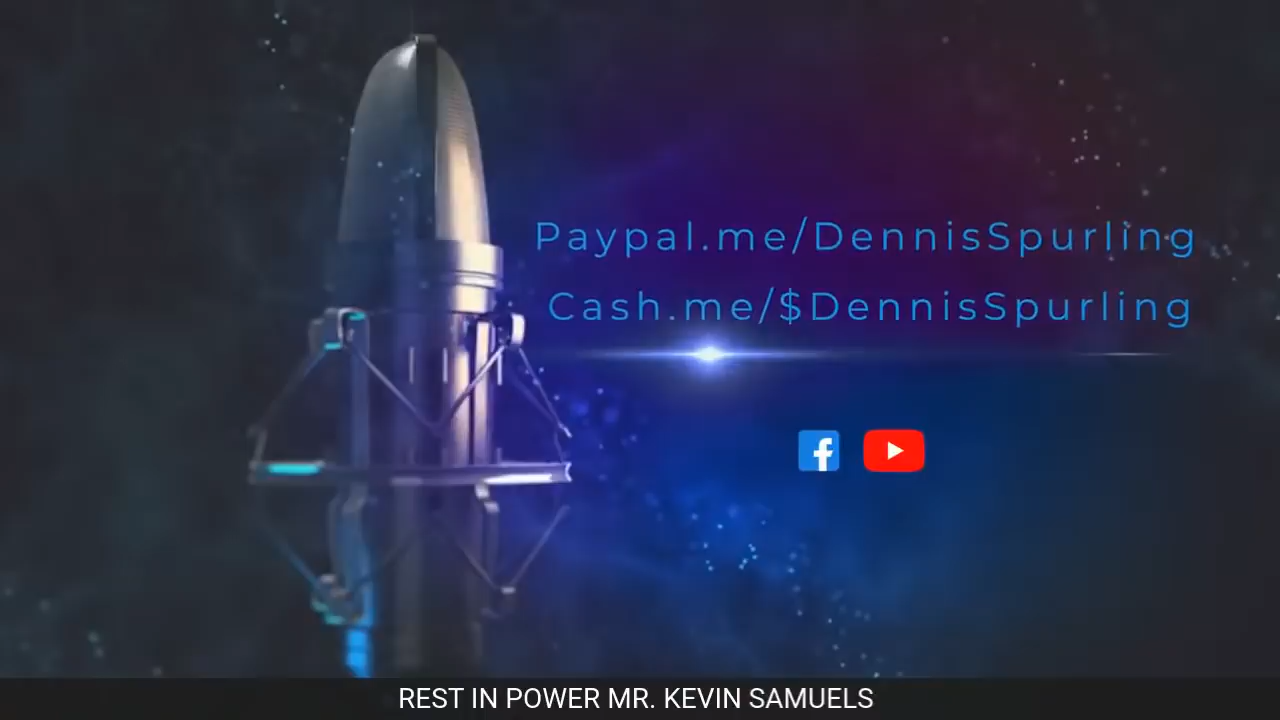 Paypal.me/DennisSpurling
Cash.me/$DennisSpurling
REST IN POWER MR. KEVIN SAMUELS